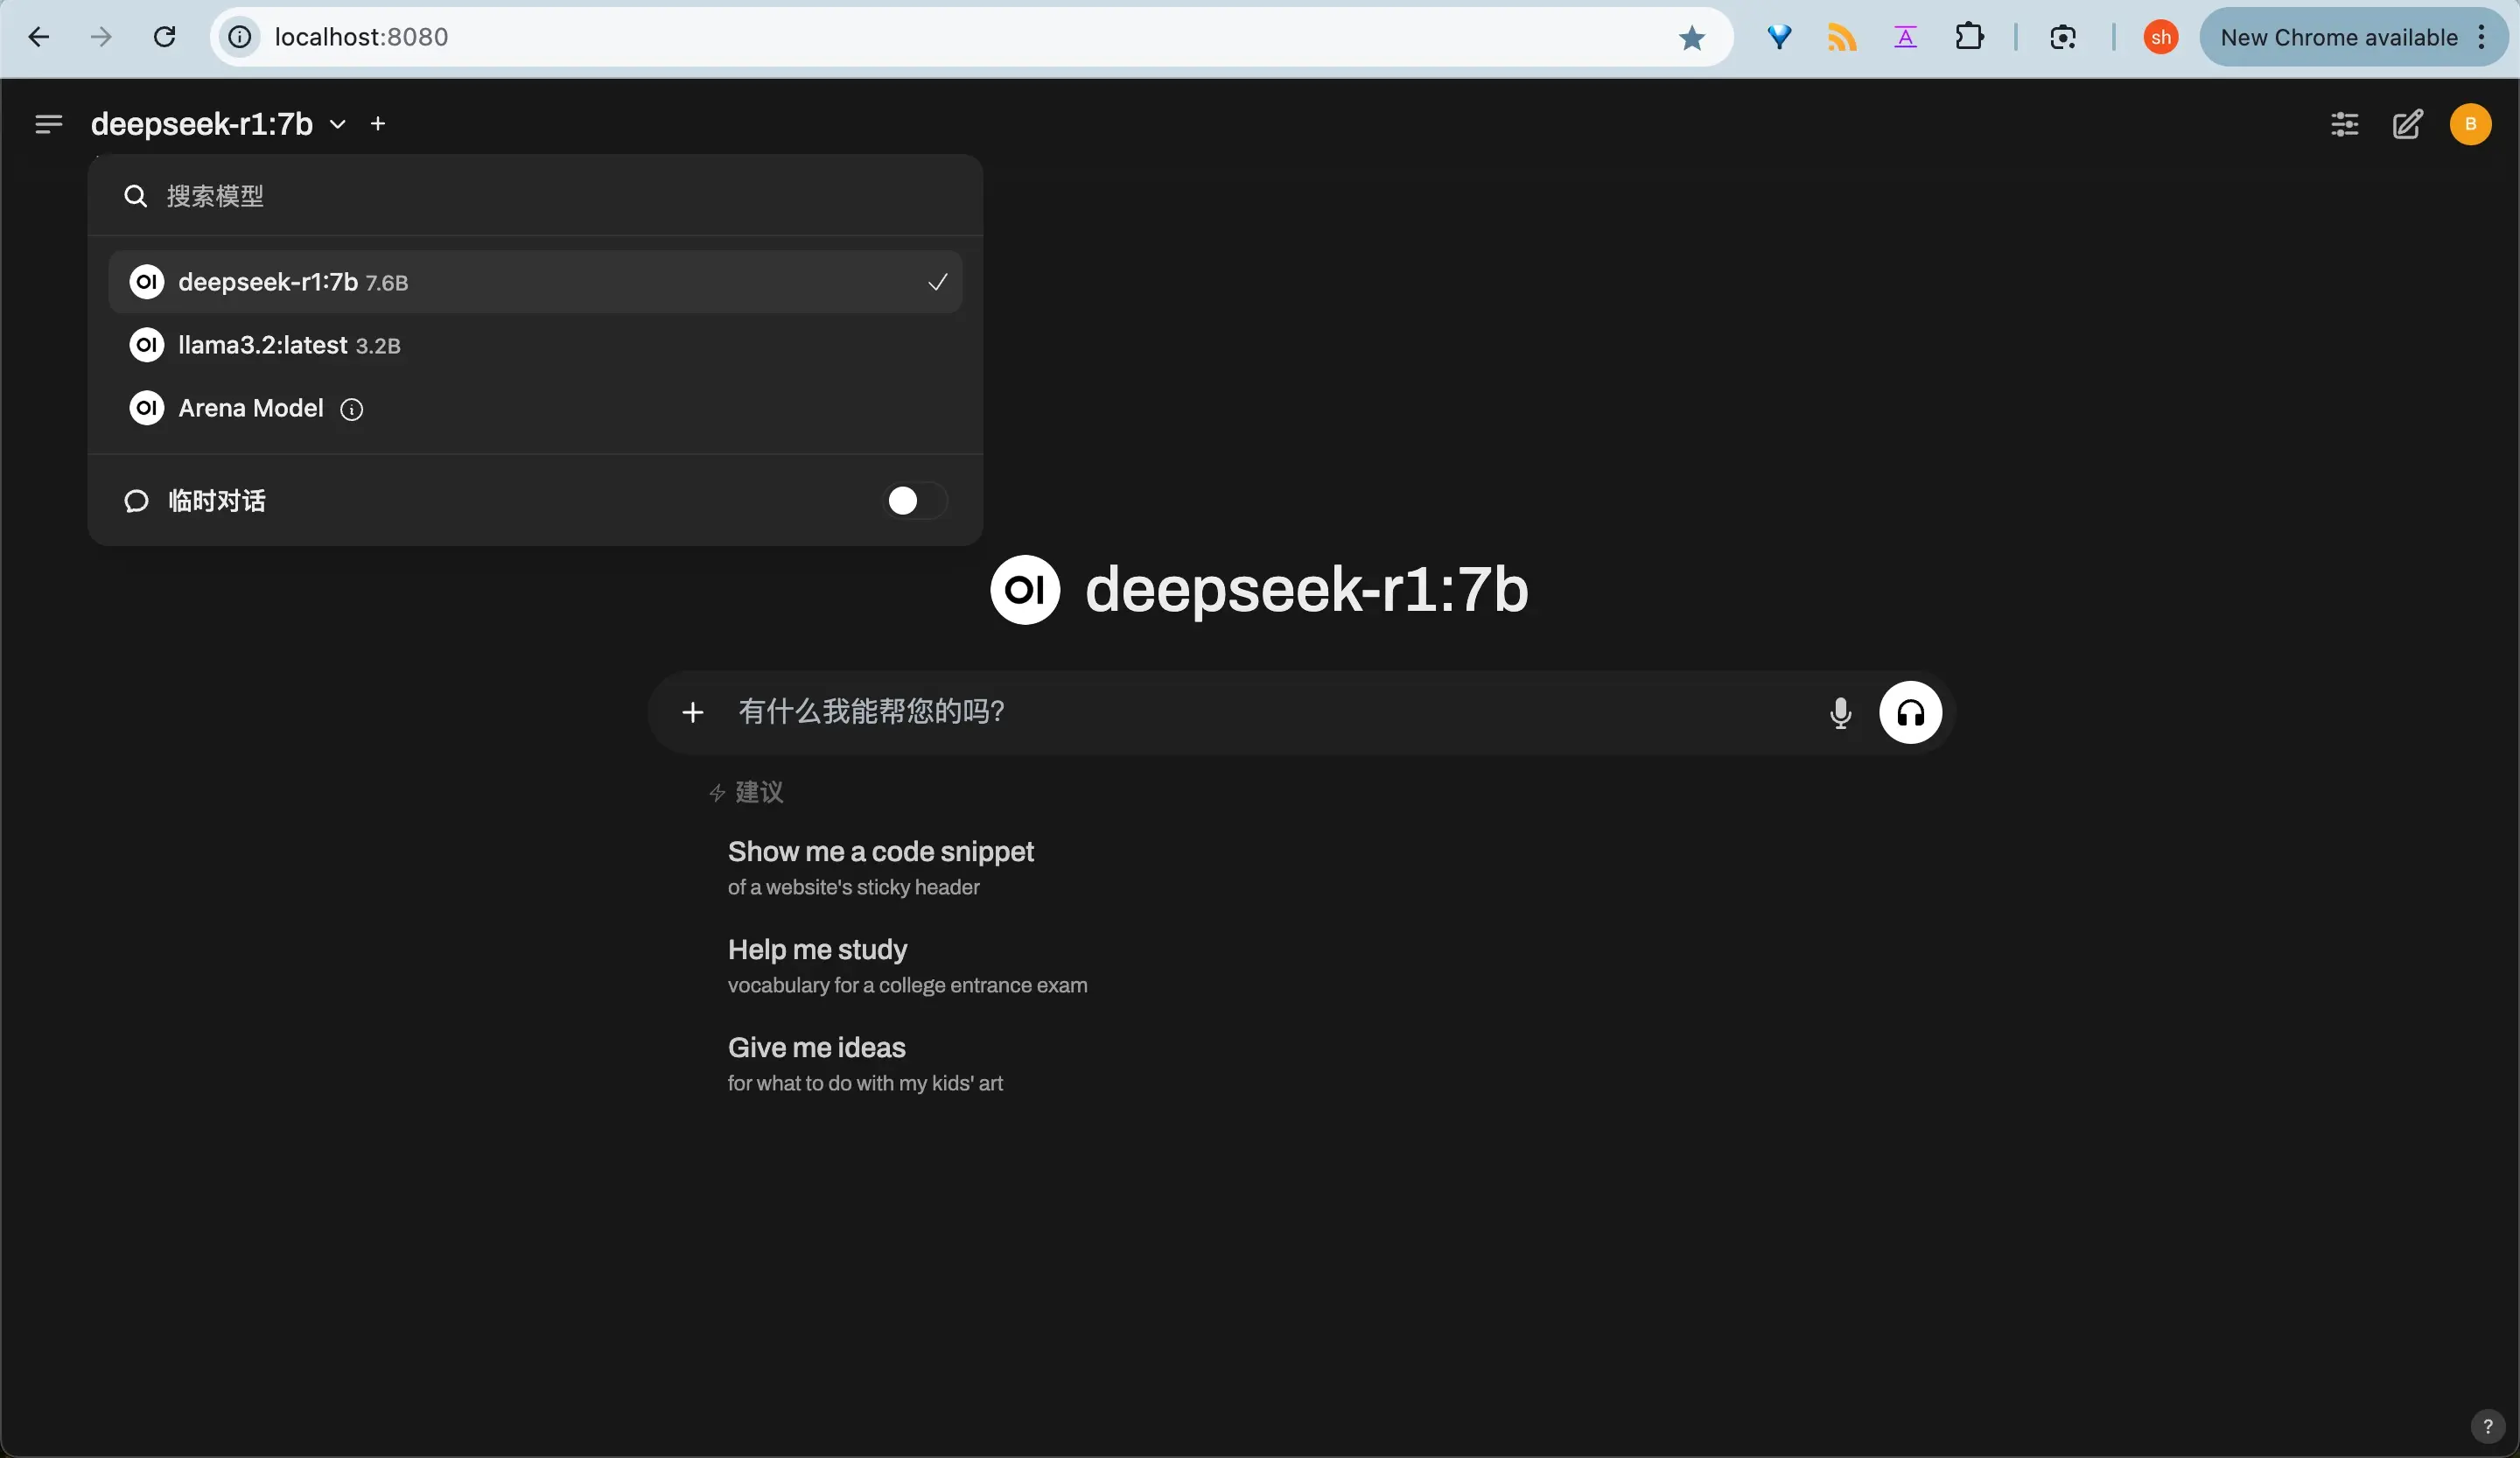 localhost:8080
sh
New Chrome available
deepseek-r1:7b
B
搜索模型
OI deepseek-r1:7b 7.6B
OI llama3.2:latest 3.2B
OI Arena Model
临时对话
OI deepseek-r1:7b
有什么我能帮您的吗?
建议
Show me a code snippet
of a website's sticky header
Help me study
vocabulary for a college entrance exam
Give me ideas
for what to do with my kids' art
?